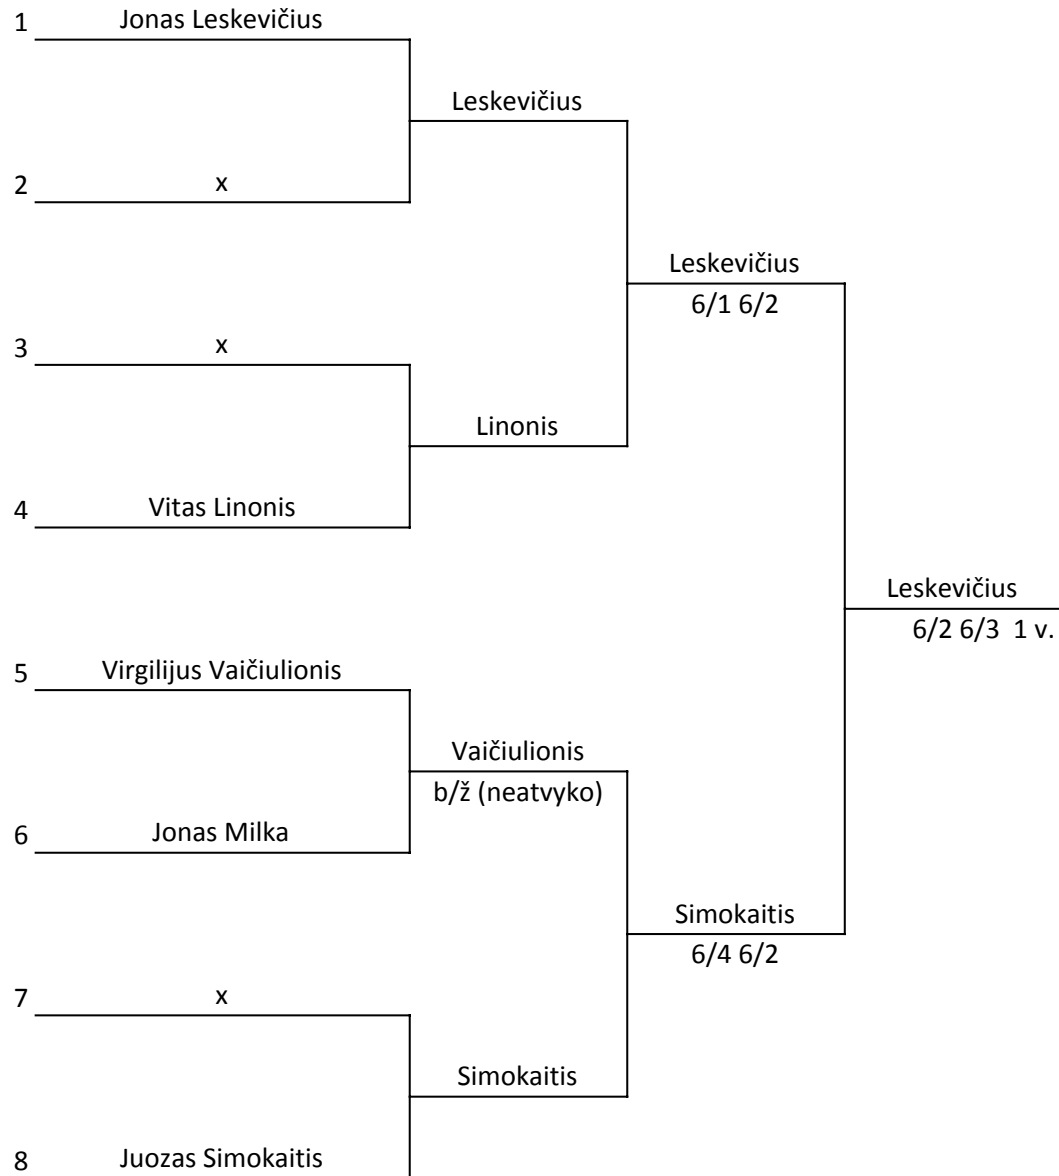 1 Jonas Leskevičius
Leskevičius
2 x
Leskevičius
6/1 6/2
3 x
Linonis
4 Vitas Linonis
Leskevičius
6/2 6/3 1 v.
5 Virgilijus Vaičiulionis
Vaičiulionis
b/ž (neatvyko)
6 Jonas Milka
Simokaitis
6/4 6/2
7 x
Simokaitis
8 Juozas Simokaitis